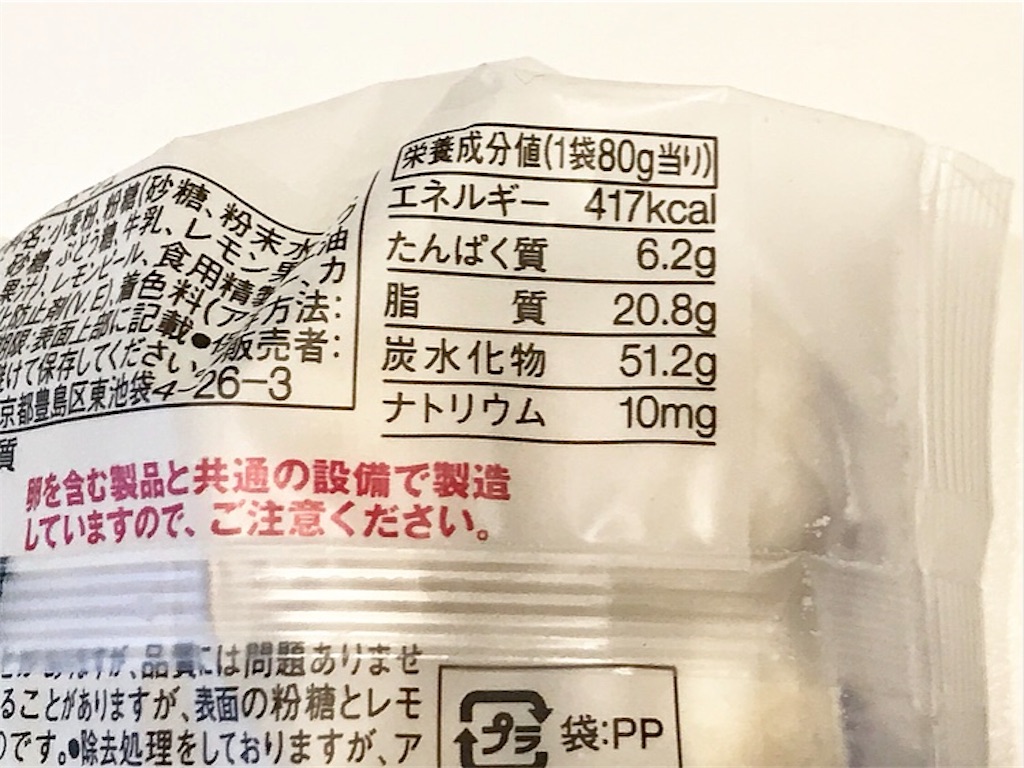 栄養成分値(1袋80g当り)
エネルギー 417kcal
たんぱく質 6.2g
脂 質 20.8g
炭水化物 51.2g
ナトリウム 10mg
名:小麦粉、粉糖(砂糖、粉末水
砂糖、ぶどう糖、牛乳、レモン
果汁)、レモンピール、食用精
防止剤(V.E)、着色料(ア
方法:
期限:表面上部に記載●
販売者:
けて保存してください
京都豊島区東池袋4-26-3
質
卵を含む製品と共通の設備で製造
していますので、ご注意ください。
が、品質には問題ありませ
ることがありますが、表面の粉糖とレモ
のです。●除去処理をしておりますが、ア
プラ
袋:PP